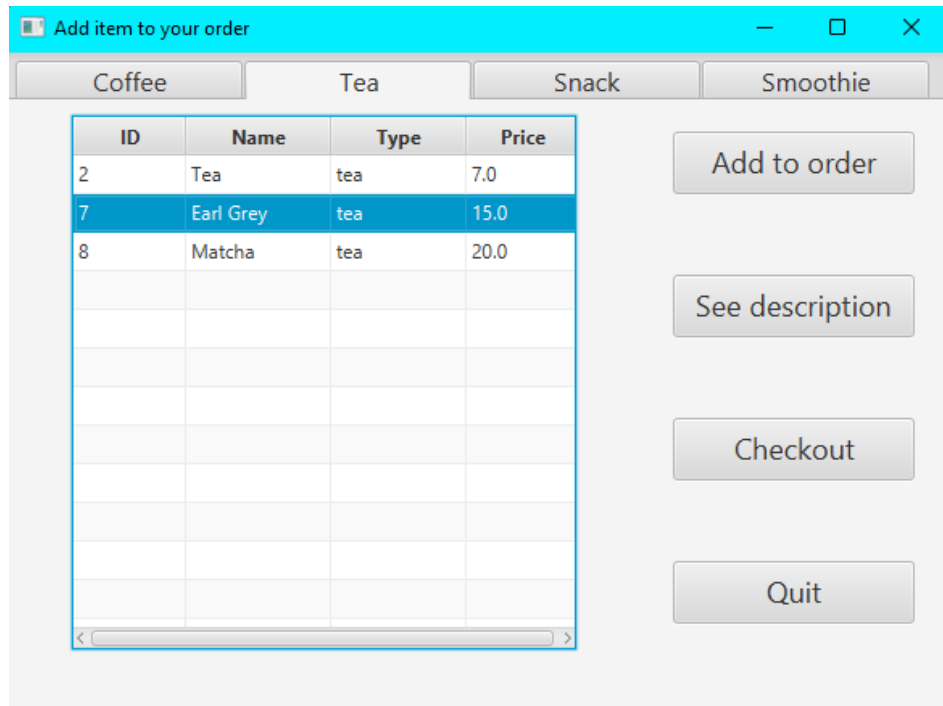 Add item to your order
Coffee Tea Snack Smoothie
ID Name Type Price
2 Tea tea 7.0
7 Earl Grey tea 15.0
8 Matcha tea 20.0
Add to order
See description
Checkout
Quit